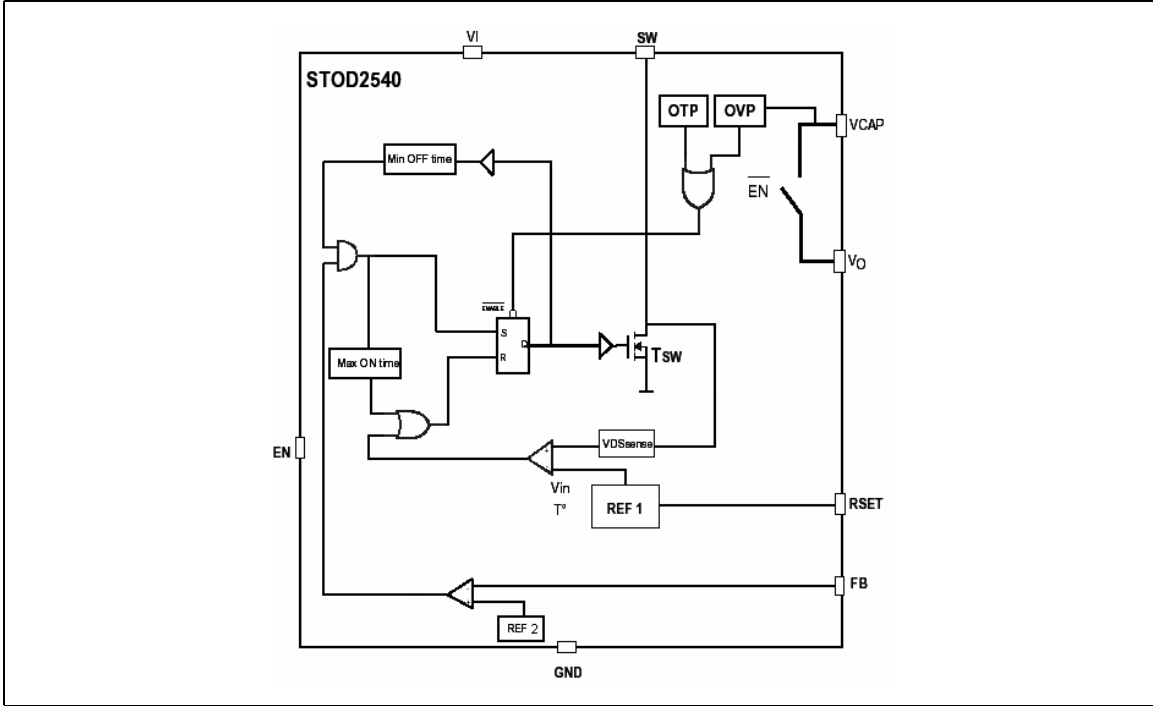 VI
SW
STOD2540
OTP
OVP
VCAP
Min OFF time
EN
VO
ENABLE
S
Q
R
Max ON time
TSW
EN
VDSsense
+
-
Vin
T°
REF 1
RSET
FB
-
+
REF 2
GND